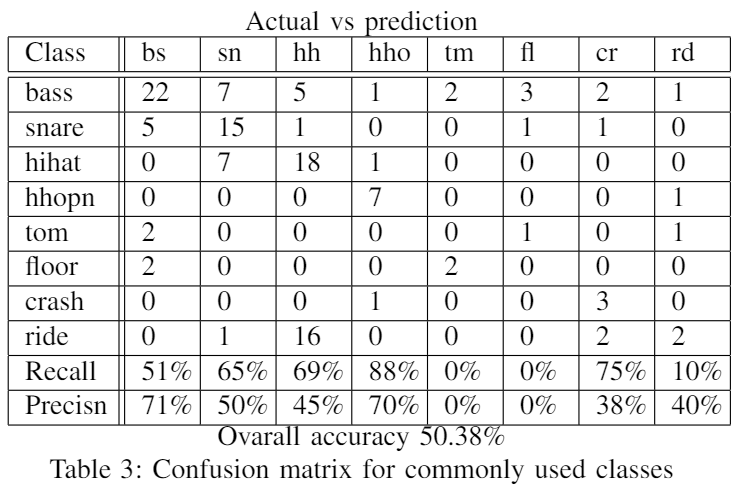 Actual vs prediction
Class bs sn hh hho tm fl cr rd
bass 22 7 5 1 2 3 2 1
snare 5 15 1 0 0 1 1 0
hihat 0 7 18 1 0 0 0 0
hhopn 0 0 0 7 0 0 0 1
tom 2 0 0 0 0 1 0 1
floor 2 0 0 0 2 0 0 0
crash 0 0 0 1 0 0 3 0
ride 0 1 16 0 0 0 2 2
Recall 51% 65% 69% 88% 0% 0% 75% 10%
Precisn 71% 50% 45% 70% 0% 0% 38% 40%
Ovarall accuracy 50.38%
Table 3: Confusion matrix for commonly used classes